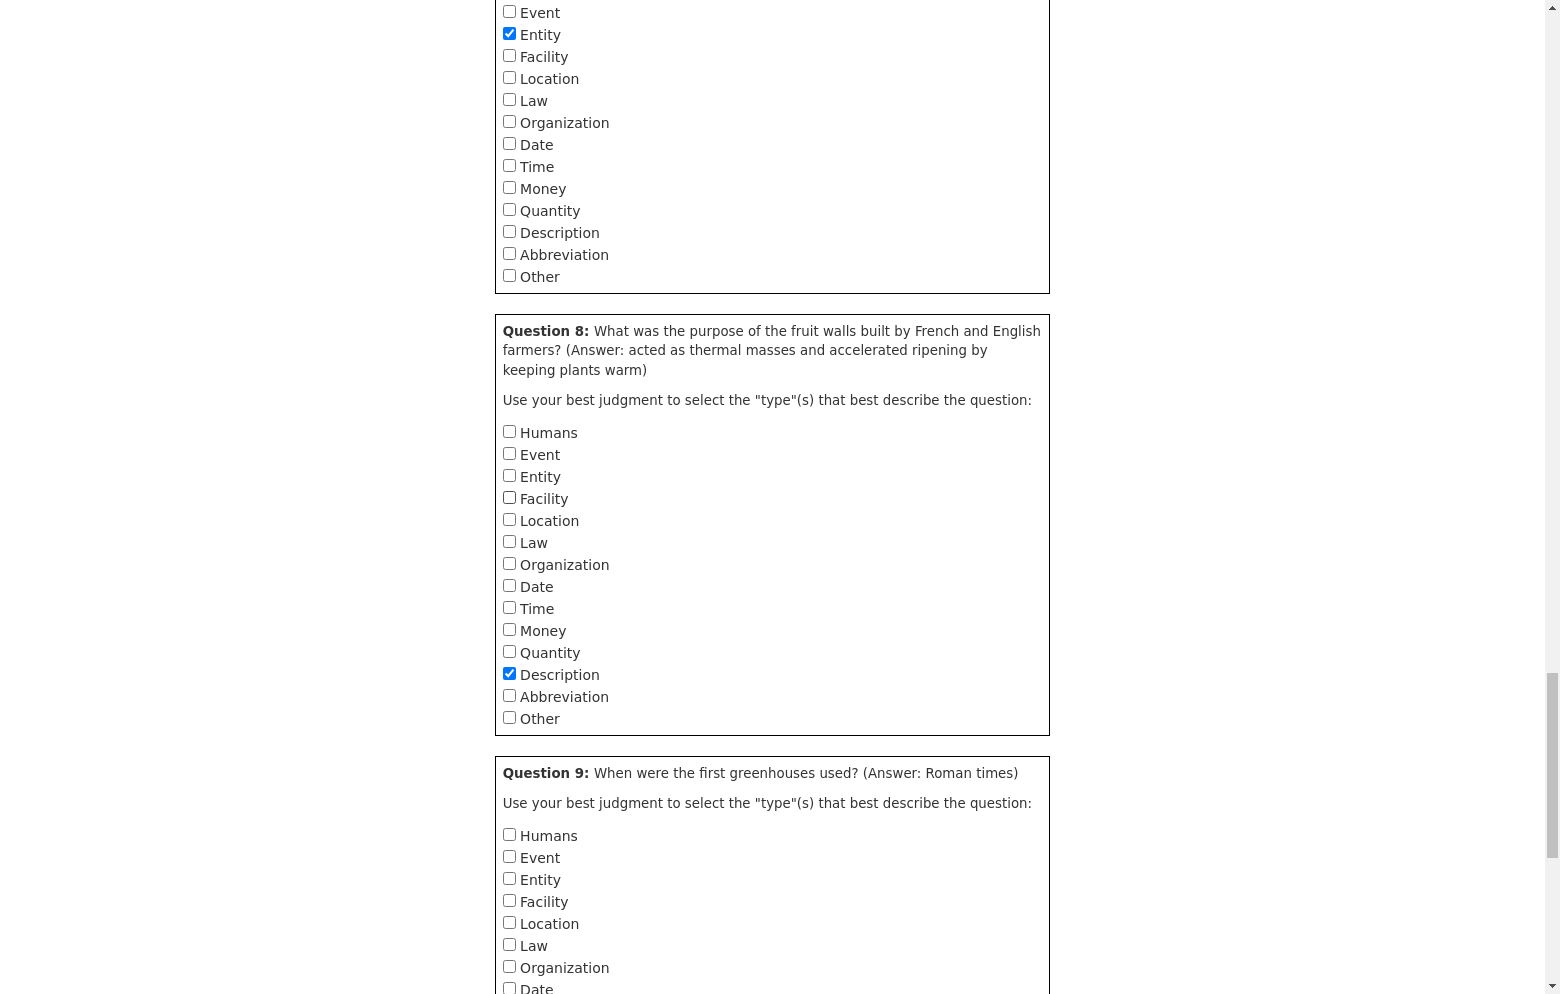 Event
Entity
Facility
Location
Law
Organization
Date
Time
Money
Quantity
Description
Abbreviation
Other
Question 8: What was the purpose of the fruit walls built by French and English
farmers? (Answer: acted as thermal masses and accelerated ripening by
keeping plants warm)
Use your best judgment to select the "type"(s) that best describe the question:
Humans
Event
Entity
Facility
Location
Law
Organization
Date
Time
Money
Quantity
Description
Abbreviation
Other
Question 9: When were the first greenhouses used? (Answer: Roman times)
Use your best judgment to select the "type"(s) that best describe the question:
Humans
Event
Entity
Facility
Location
Law
Organization
Date